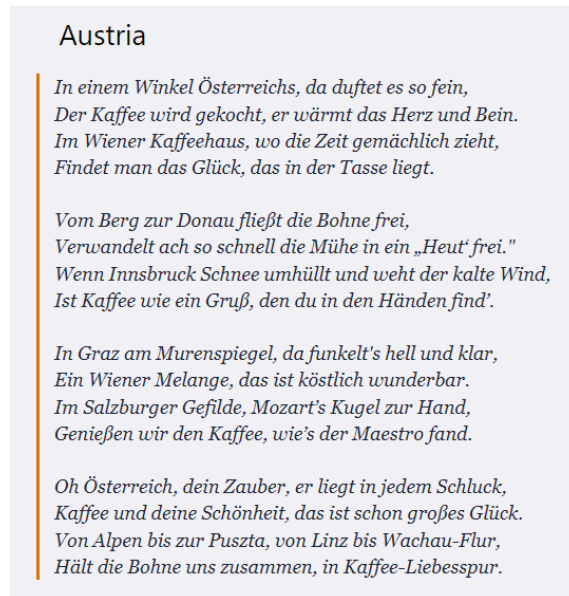 Austria
In einem Winkel Österreichs, da duftet es so fein,
Der Kaffee wird gekocht, er wärmt das Herz und Bein.
Im Wiener Kaffeehaus, wo die Zeit gemächlich zieht,
Findet man das Glück, das in der Tasse liegt.
Vom Berg zur Donau fließt die Bohne frei,
Verwandelt ach so schnell die Mühe in ein „Heut‘ frei."
Wenn Innsbruck Schnee umhüllt und weht der kalte Wind,
Ist Kaffee wie ein Gruß, den du in den Händen find’.
In Graz am Murenspiegel, da funkelt's hell und klar,
Ein Wiener Melange, das ist köstlich wunderbar.
Im Salzburger Gefilde, Mozart’s Kugel zur Hand,
Genießen wir den Kaffee, wie’s der Maestro fand.
Oh Österreich, dein Zauber, er liegt in jedem Schluck,
Kaffee und deine Schönheit, das ist schon großes Glück.
Von Alpen bis zur Puszta, von Linz bis Wachau-Flur,
Hält die Bohne uns zusammen, in Kaffee-Liebesspur.